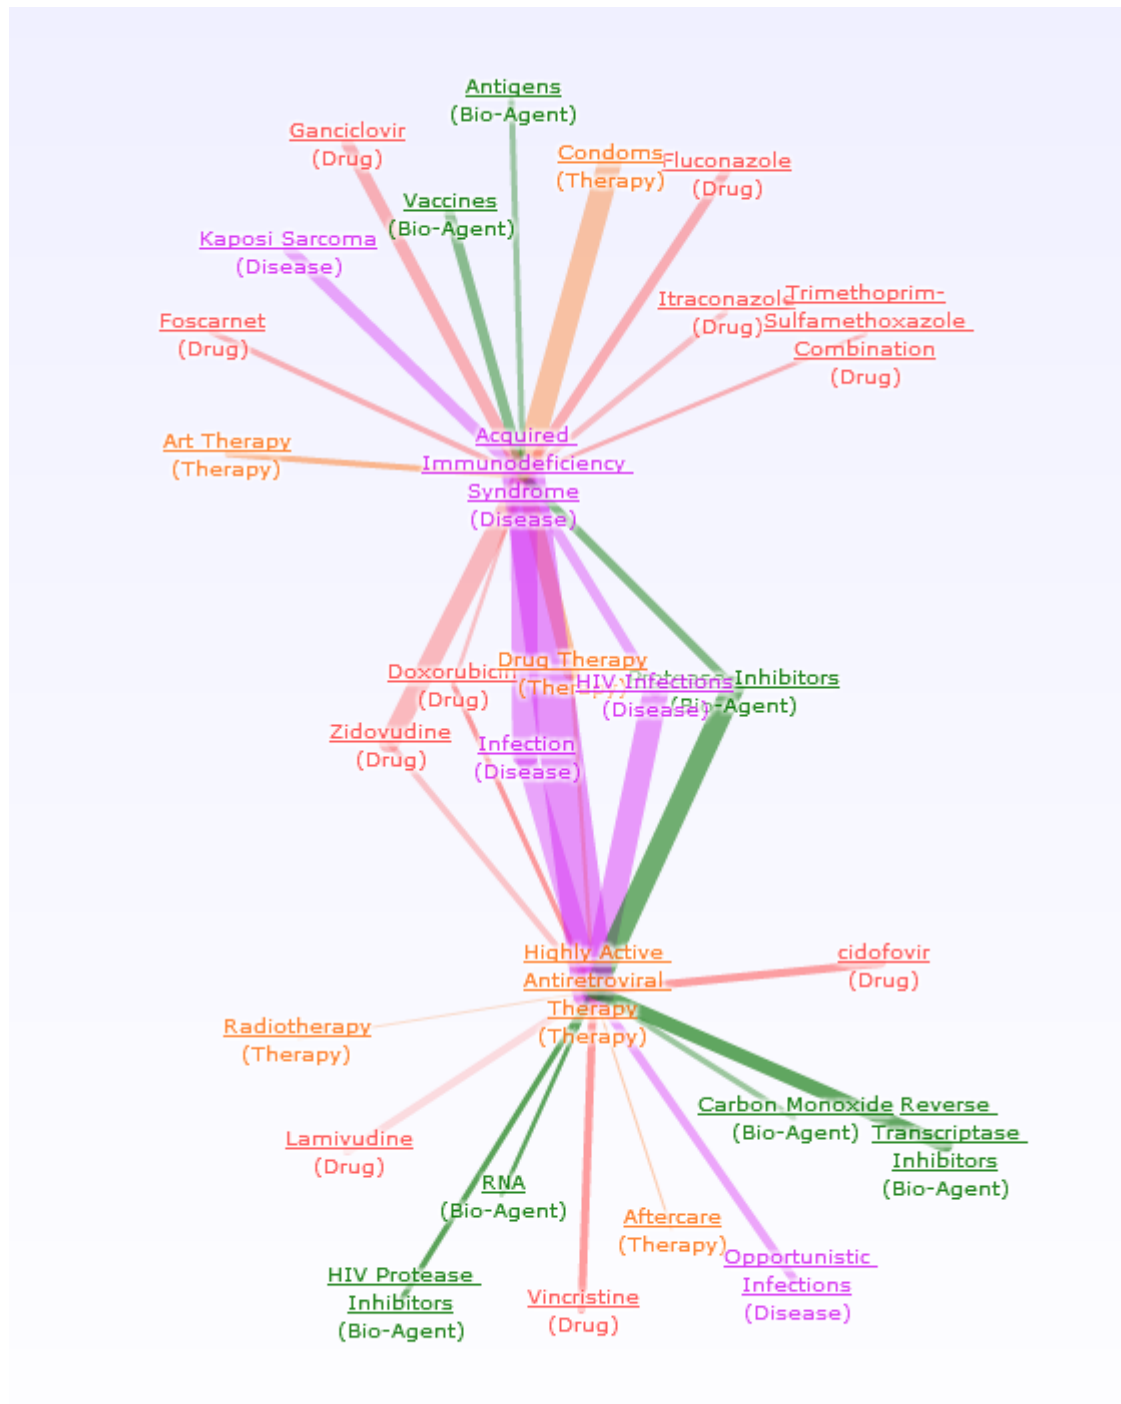 Antigens
(Bio-Agent)
Ganciclovir
(Drug)
Condoms
(Therapy)
Fluconazole
(Drug)
Vaccines
(Bio-Agent)
Kaposi Sarcoma
(Disease)
Foscarnet
(Drug)
Itraconazole
(Drug)
Trimethoprim-
Sulfamethoxazole
Combination
(Drug)
Art Therapy
(Therapy)
Acquired
Immunodeficiency
Syndrome
(Disease)
Doxorubicin
(Drug)
Drug Therapy
(Therapy)
HIV Infections
(Disease)
Inhibitors
(Bio-Agent)
Zidovudine
(Drug)
Infection
(Disease)
Highly Active
Antiretroviral
Therapy
(Therapy)
cidofovir
(Drug)
Radiotherapy
(Therapy)
Lamivudine
(Drug)
Carbon Monoxide
(Bio-Agent)
Reverse
Transcriptase
Inhibitors
(Bio-Agent)
RNA
(Bio-Agent)
Aftercare
(Therapy)
Opportunistic
Infections
(Disease)
HIV Protease
Inhibitors
(Bio-Agent)
Vincristine
(Drug)